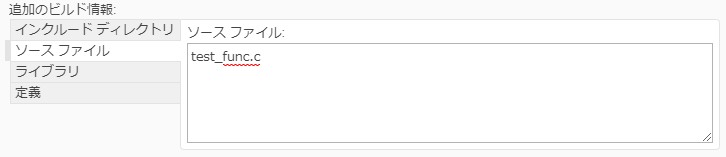 追加のビルド情報:
インクルード ディレクトリ
ソース ファイル
ライブラリ
定義
ソース ファイル:
test_func.c